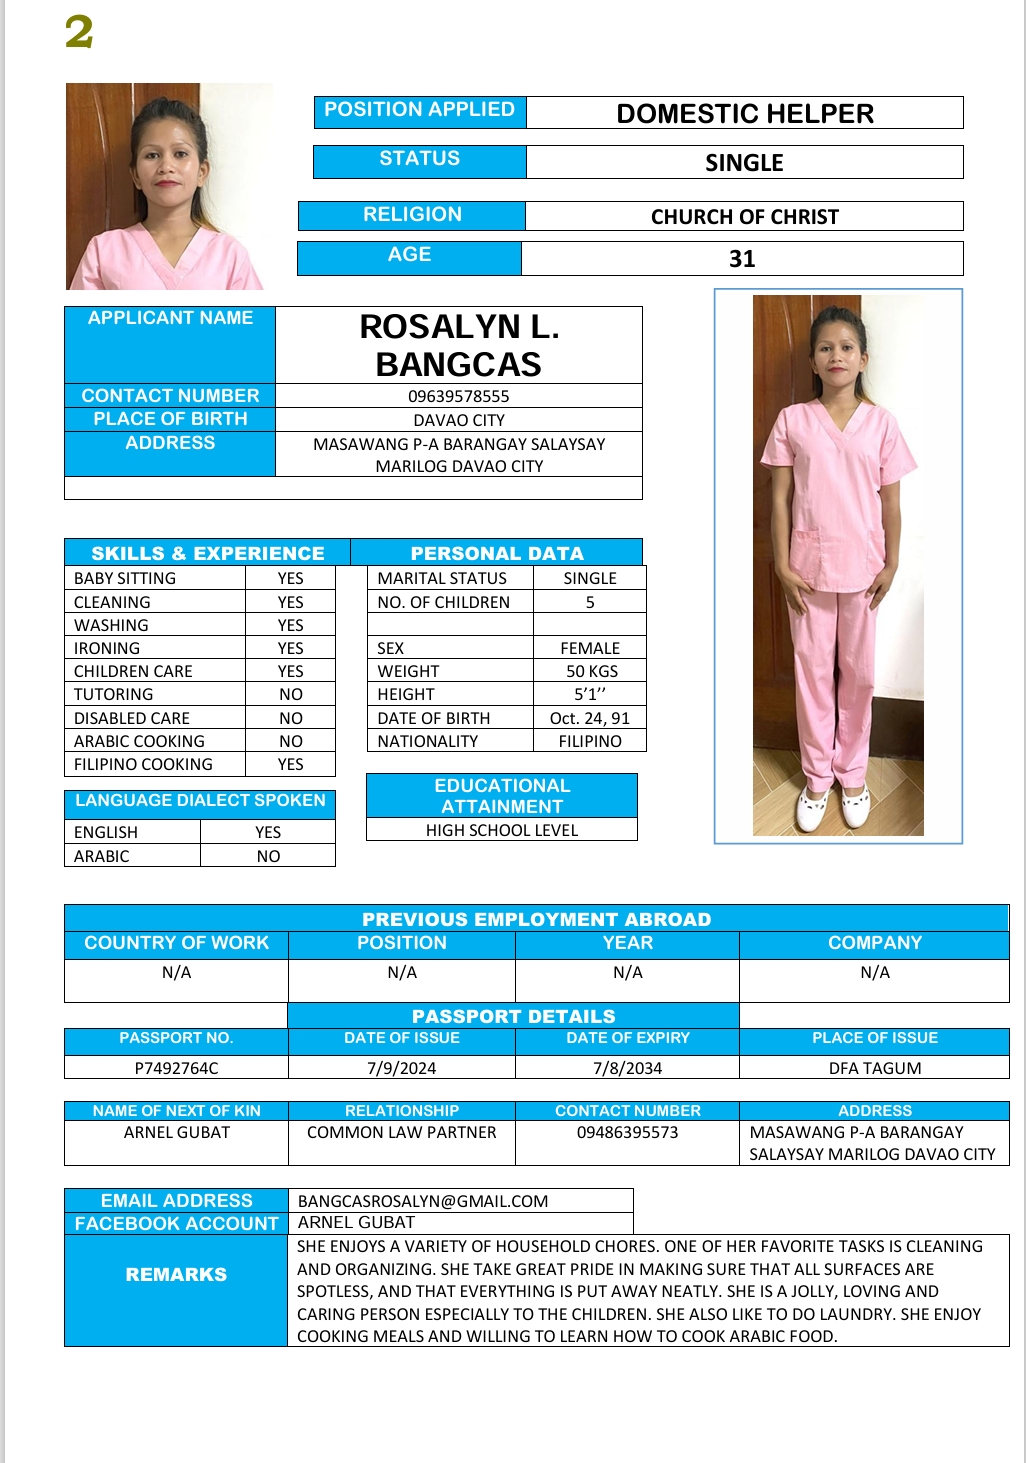 2
POSITION APPLIED DOMESTIC HELPER
STATUS SINGLE
RELIGION CHURCH OF CHRIST
AGE 31
APPLICANT NAME ROSALYN L.
BANGCAS
CONTACT NUMBER 09639578555
PLACE OF BIRTH DAVAO CITY
ADDRESS MASAWANG P-A BARANGAY SALAYSAY
MARILOG DAVAO CITY
SKILLS & EXPERIENCE PERSONAL DATA
BABY SITTING YES MARITAL STATUS SINGLE
CLEANING YES NO. OF CHILDREN 5
WASHING YES
IRONING YES SEX FEMALE
CHILDREN CARE YES WEIGHT 50 KGS
TUTORING NO HEIGHT 5’1’’
DISABLED CARE NO DATE OF BIRTH Oct. 24, 91
ARABIC COOKING NO NATIONALITY FILIPINO
FILIPINO COOKING YES
LANGUAGE DIALECT SPOKEN
ENGLISH YES
ARABIC NO
EDUCATIONAL
ATTAINMENT
HIGH SCHOOL LEVEL
PREVIOUS EMPLOYMENT ABROAD
COUNTRY OF WORK POSITION YEAR COMPANY
N/A N/A N/A N/A
PASSPORT DETAILS
PASSPORT NO. DATE OF ISSUE DATE OF EXPIRY PLACE OF ISSUE
P7492764C 7/9/2024 7/8/2034 DFA TAGUM
NAME OF NEXT OF KIN RELATIONSHIP CONTACT NUMBER ADDRESS
ARNEL GUBAT COMMON LAW PARTNER 09486395573 MASAWANG P-A BARANGAY
SALAYSAY MARILOG DAVAO CITY
EMAIL ADDRESS BANGCASROSALYN@GMAIL.COM
FACEBOOK ACCOUNT ARNEL GUBAT
REMARKS
SHE ENJOYS A VARIETY OF HOUSEHOLD CHORES. ONE OF HER FAVORITE TASKS IS CLEANING
AND ORGANIZING. SHE TAKE GREAT PRIDE IN MAKING SURE THAT ALL SURFACES ARE
SPOTLESS, AND THAT EVERYTHING IS PUT AWAY NEATLY. SHE IS A JOLLY, LOVING AND
CARING PERSON ESPECIALLY TO THE CHILDREN. SHE ALSO LIKE TO DO LAUNDRY. SHE ENJOY
COOKING MEALS AND WILLING TO LEARN HOW TO COOK ARABIC FOOD.